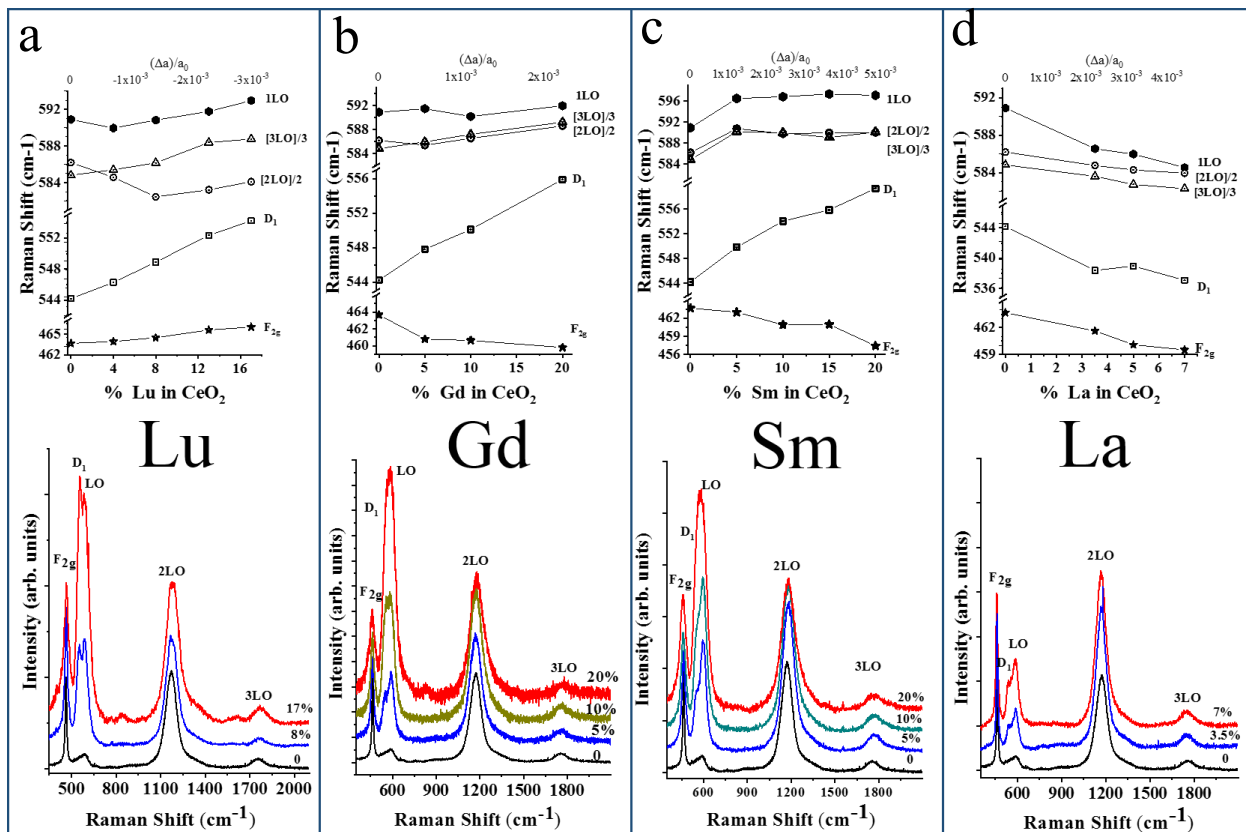 a
(Δa)/a0
0 -1x10-3 -2x10-3 -3x10-3
Raman Shift (cm-1)
592
588
584
552
548
544
465
462
1LO
[3LO]/3
[2LO]/2
D1
F2g
0 4 8 12 16
% Lu in CeO2
b
(Δa)/a0
0 1x10-3 2x10-3
Raman Shift (cm-1)
592
588
584
556
552
548
544
464
462
460
1LO
[3LO]/3
[2LO]/2
D1
F2g
0 5 10 15 20
% Gd in CeO2
c
(Δa)/a0
0 1x10-3 2x10-3 3x10-3 4x10-3 5x10-3
Raman Shift (cm-1)
596
592
588
584
556
552
548
544
462
459
456
1LO
[2LO]/2
[3LO]/3
D1
F2g
0 5 10 15 20
% Sm in CeO2
d
(Δa)/a0
0 1x10-3 2x10-3 3x10-3 4x10-3
Raman Shift (cm-1)
592
588
584
544
540
536
462
459
1LO
[2LO]/2
[3LO]/3
D1
F2g
0 1 2 3 4 5 6 7
% La in CeO2
Lu
Intensity (arb. units)
D1
LO
F2g
2LO
3LO
17%
8%
0
500 1000 1500 2000
Raman Shift (cm-1)
Gd
Intensity (arb. units)
LO
D1
F2g
2LO
3LO
20%
10%
5%
0
600 1200 1800
Raman Shift (cm-1)
Sm
Intensity (arb. units)
LO
D1
F2g
2LO
3LO
20%
10%
5%
0
600 1200 1800
Raman Shift (cm-1)
La
Intensity (arb. units)
2LO
F2g
LO
D1
3LO
7%
3.5%
0
600 1200 1800
Raman Shift (cm-1)